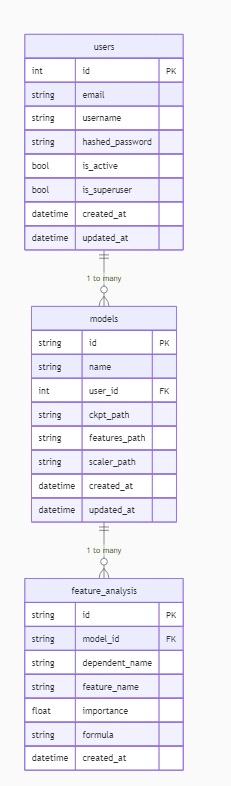 users
int id PK
string email
string username
string hashed_password
bool is_active
bool is_superuser
datetime created_at
datetime updated_at
1 to many
models
string id PK
string name
int user_id FK
string ckpt_path
string features_path
string scaler_path
datetime created_at
datetime updated_at
1 to many
feature_analysis
string id PK
string model_id FK
string dependent_name
string feature_name
float importance
string formula
datetime created_at